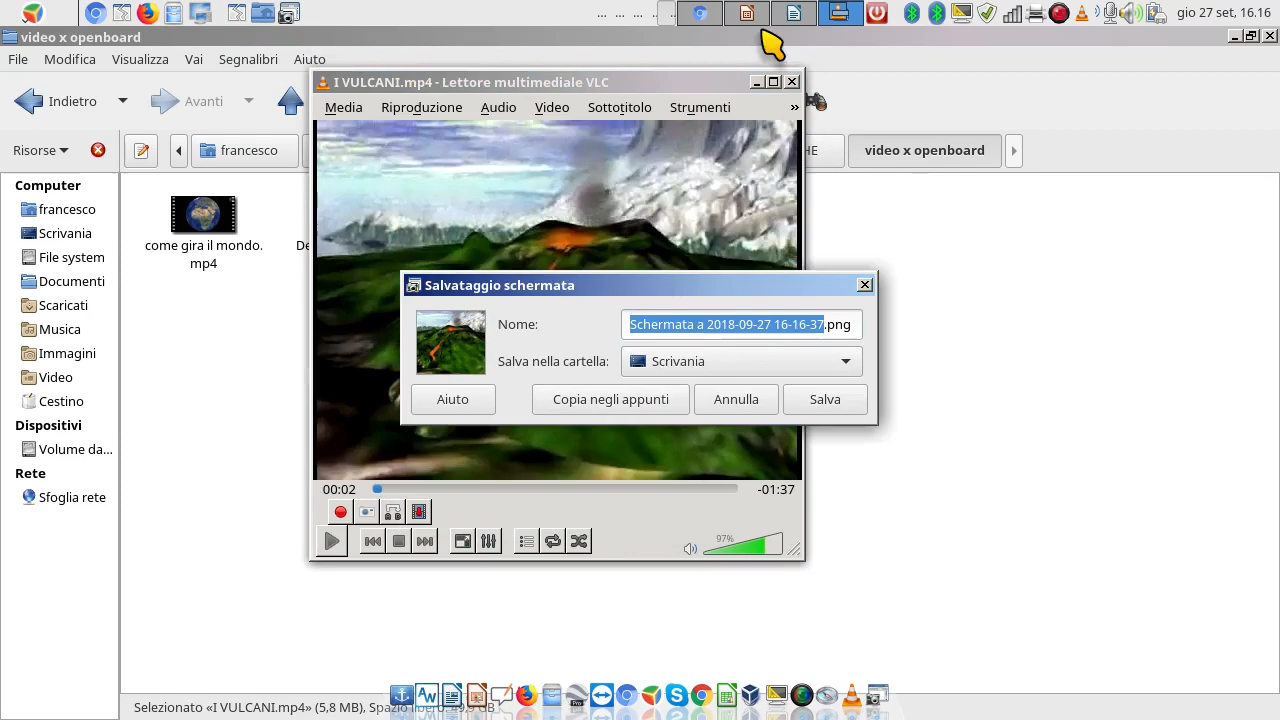 gio 27 set, 16.16
video x openboard
File Modifica Visualizza Vai Segnalibri Aiuto
Indietro Avanti
Risorse francesco video x openboard
Computer
francesco
Scrivania
File system
Documenti
Scaricati
Musica
Immagini
Video
Cestino
Dispositivi
Volume da...
Rete
Sfoglia rete
come gira il mondo.
mp4
I VULCANI.mp4 - Lettore multimediale VLC
Media Riproduzione Audio Video Sottotitolo Strumenti »
Salvataggio schermata
Nome: Schermata a 2018-09-27 16-16-37.png
Salva nella cartella: Scrivania
Aiuto Copia negli appunti Annulla Salva
00:02 -01:37
97%
Selezionato «I VULCANI.mp4» (5,8 MB), Spazio libero: